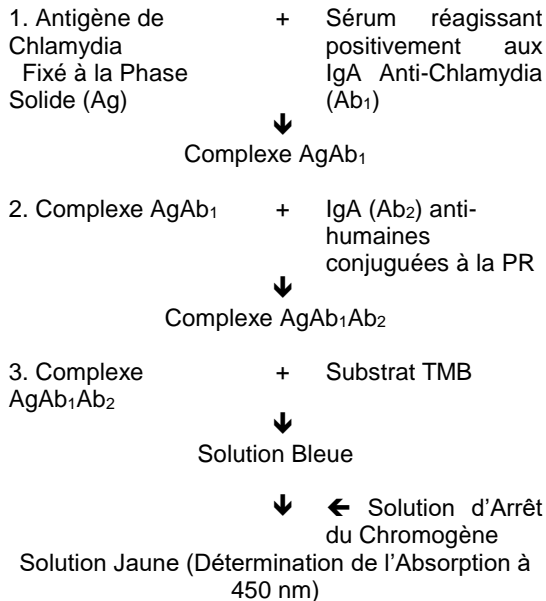 1. Antigène de + Sérum réagissant
Chlamydia positivement aux
Fixé à la Phase IgA Anti-Chlamydia
Solide (Ag) (Ab₁)
🡻
Complexe AgAb₁
2. Complexe AgAb₁ + IgA (Ab₂) anti-
humaines
conjuguées à la PR
🡻
Complexe AgAb₁Ab₂
3. Complexe + Substrat TMB
AgAb₁Ab₂
🡻
Solution Bleue
🡻 🡸 Solution d’Arrêt
du Chromogène
Solution Jaune (Détermination de l’Absorption à
450 nm)